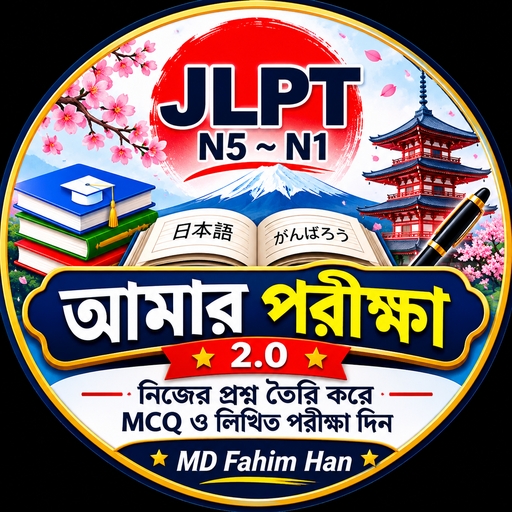 JLPT
N5 ~ N1
日本語
がんばろう
আমার পরীক্ষা
2.0
নিজের প্রশ্ন তৈরি করে
MCQ ও লিখিত পরীক্ষা দিন
MD Fahim Han